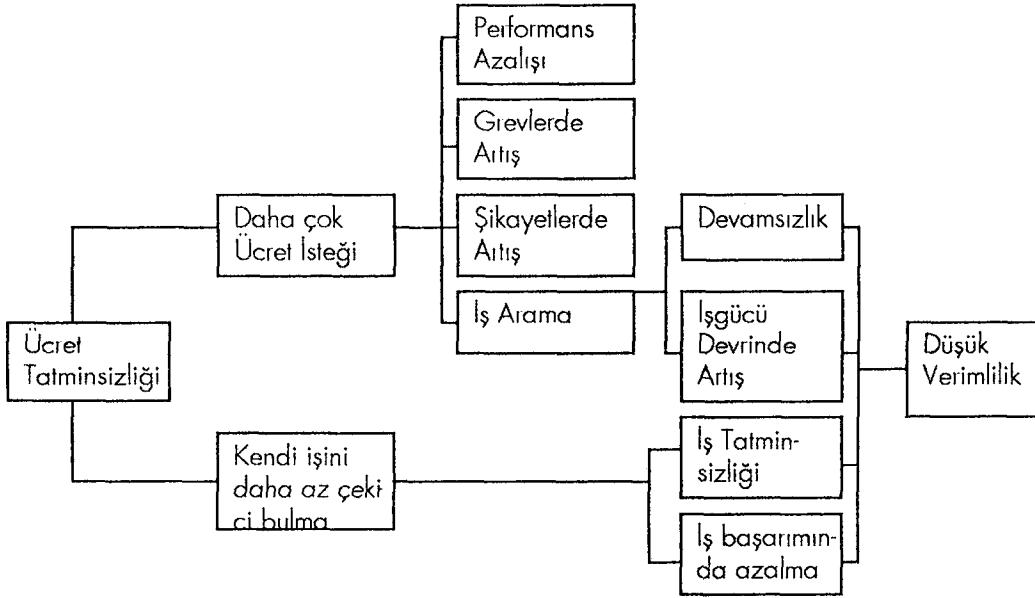 Performans
Azalışı
Grevlerde
Artış
Daha çok
Ücret İsteği
Şikayetlerde
Artış
Devamsızlık
İş Arama
Ücret
Tatminsizliği
İşgücü
Devrinde
Artış
Düşük
Verimlilik
Kendi işini
daha az çeki
ci bulma
İş Tatmin-
sizliği
İş başarımın-
da azalma